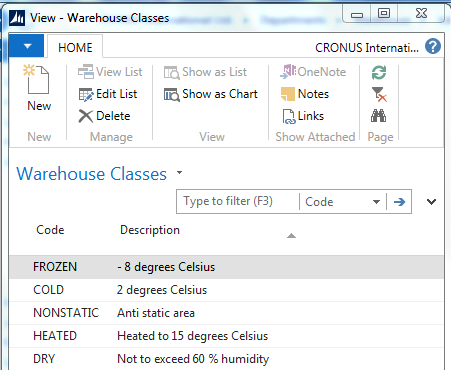 View - Warehouse Classes
HOME
CRONUS Internati...
New
View List
Edit List
Delete
Show as List
Show as Chart
OneNote
Notes
Links
New
Manage
View
Show Attached
Page
Warehouse Classes
Type to filter (F3)
Code
Code Description
FROZEN - 8 degrees Celsius
COLD 2 degrees Celsius
NONSTATIC Anti static area
HEATED Heated to 15 degrees Celsius
DRY Not to exceed 60 % humidity